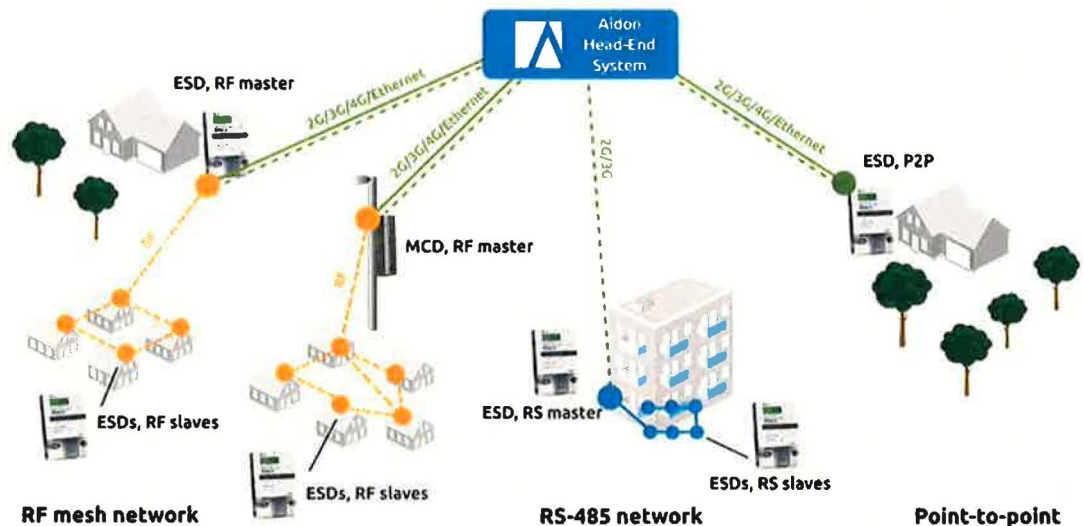 Aidon
Head-End
System
ESD, RF master
2G/3G/4G/Ethernet
2G/3G/4G/Ethernet
2G/3G
2G/3G/4G/Ethernet
ESD, P2P
RF
MCD, RF master
RF
ESD, RS master
ESDs, RF slaves
ESDs, RF slaves
ESDs, RS slaves
RF mesh network
RS-485 network
Point-to-point